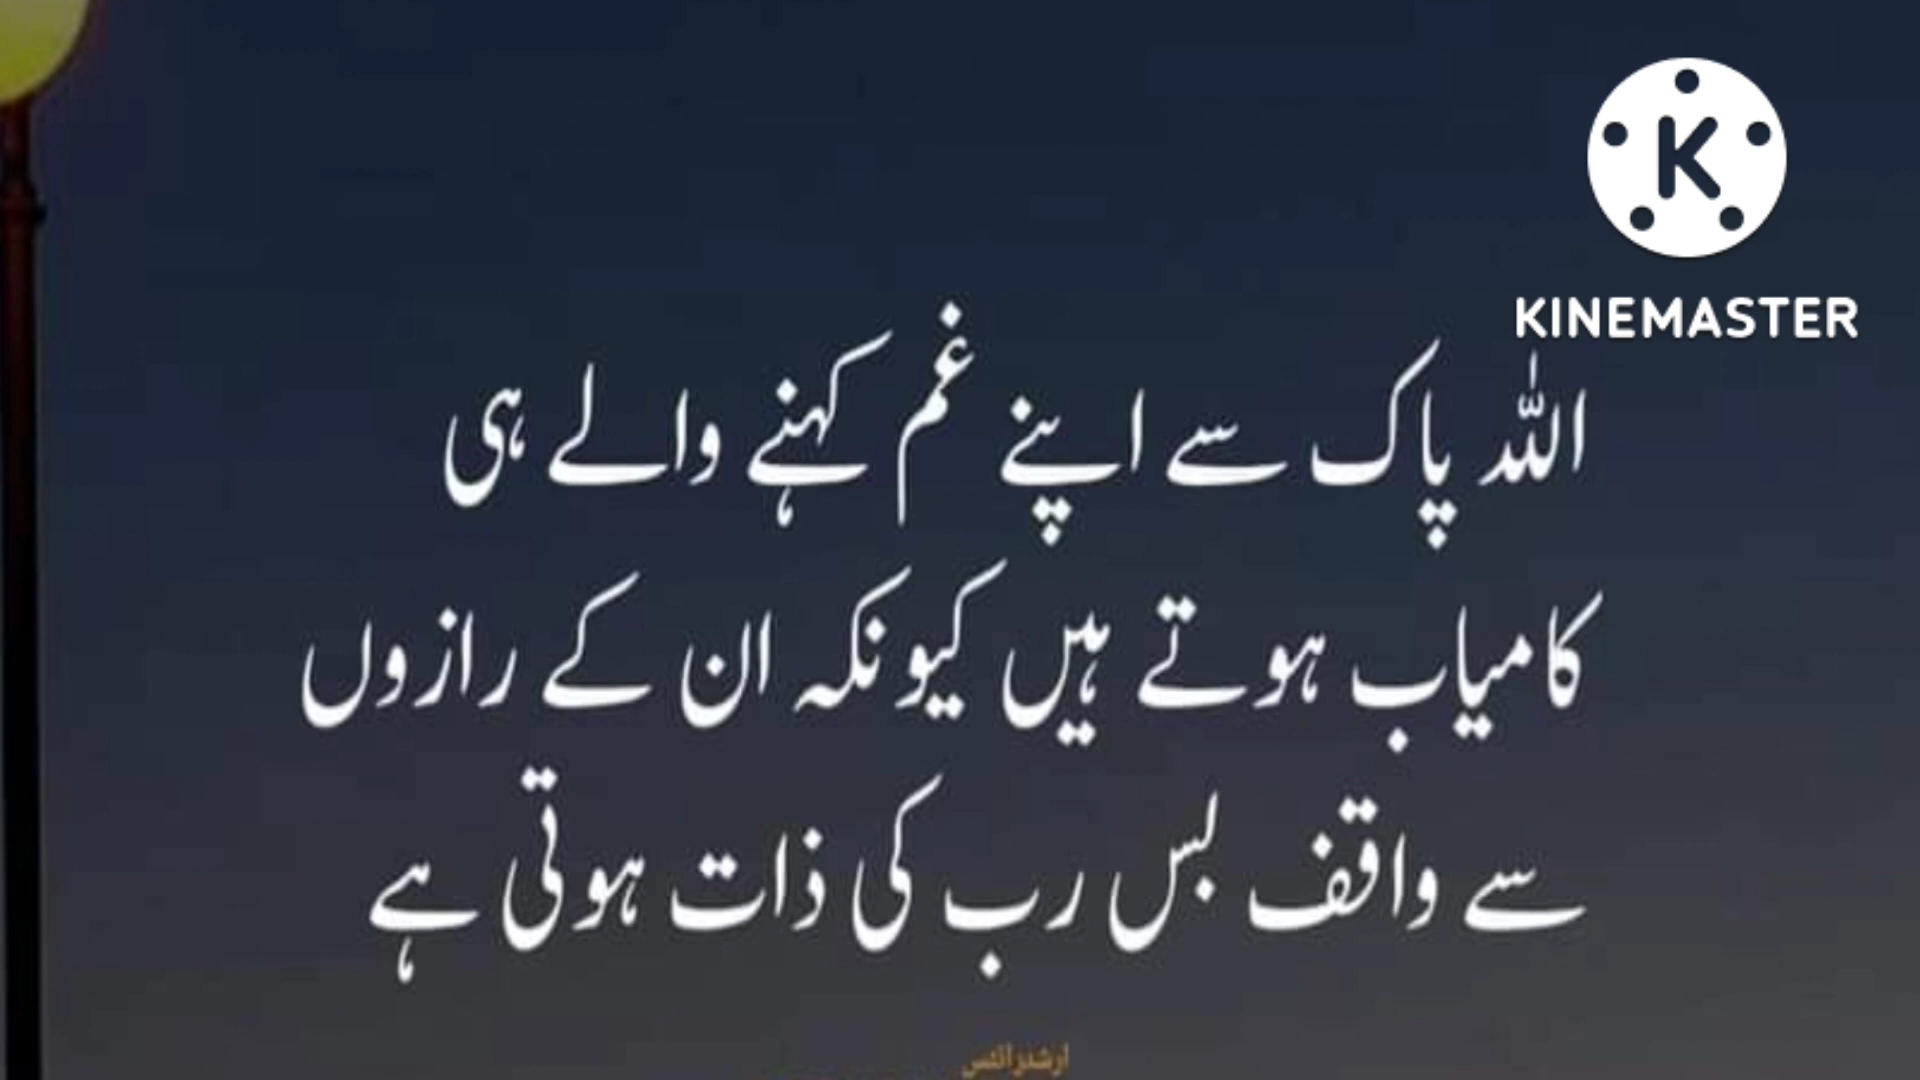 KINEMASTER
اللہ پاک سے اپنے غم کہنے والے ہی
کامیاب ہوتے ہیں کیونکہ ان کے رازوں
سے واقف بس رب کی ذات ہوتی ہے
ارشدرائٹس